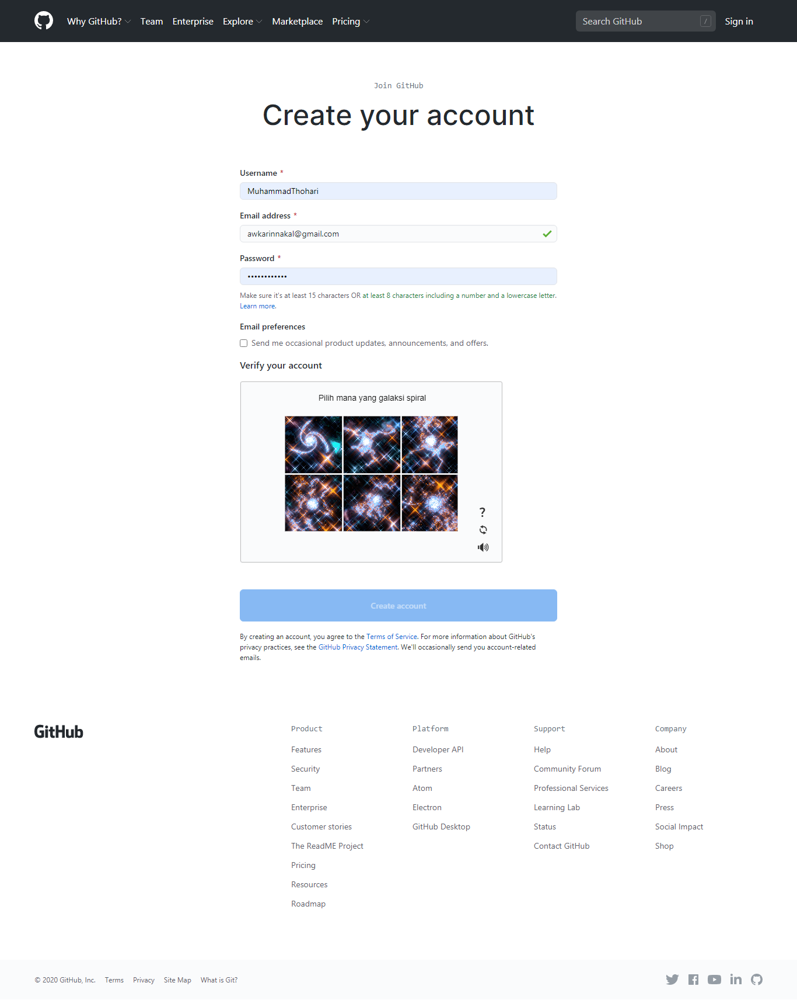 Why GitHub? Team Enterprise Explore Marketplace Pricing Search GitHub / Sign in
Join GitHub
Create your account
Username *
MuhammadThohari
Email address *
awkarinnakal@gmail.com
Password *
••••••••••••
Make sure it's at least 15 characters OR at least 8 characters including a number and a lowercase letter.
Learn more.
Email preferences
Send me occasional product updates, announcements, and offers.
Verify your account
Pilih mana yang galaksi spiral
?
Create account
By creating an account, you agree to the Terms of Service. For more information about GitHub's
privacy practices, see the GitHub Privacy Statement. We'll occasionally send you account-related
emails.
GitHub
Product
Features
Security
Team
Enterprise
Customer stories
The ReadME Project
Pricing
Resources
Roadmap
Platform
Developer API
Partners
Atom
Electron
GitHub Desktop
Support
Help
Community Forum
Professional Services
Learning Lab
Status
Contact GitHub
Company
About
Blog
Careers
Press
Social Impact
Shop
© 2020 GitHub, Inc. Terms Privacy Site Map What is Git?